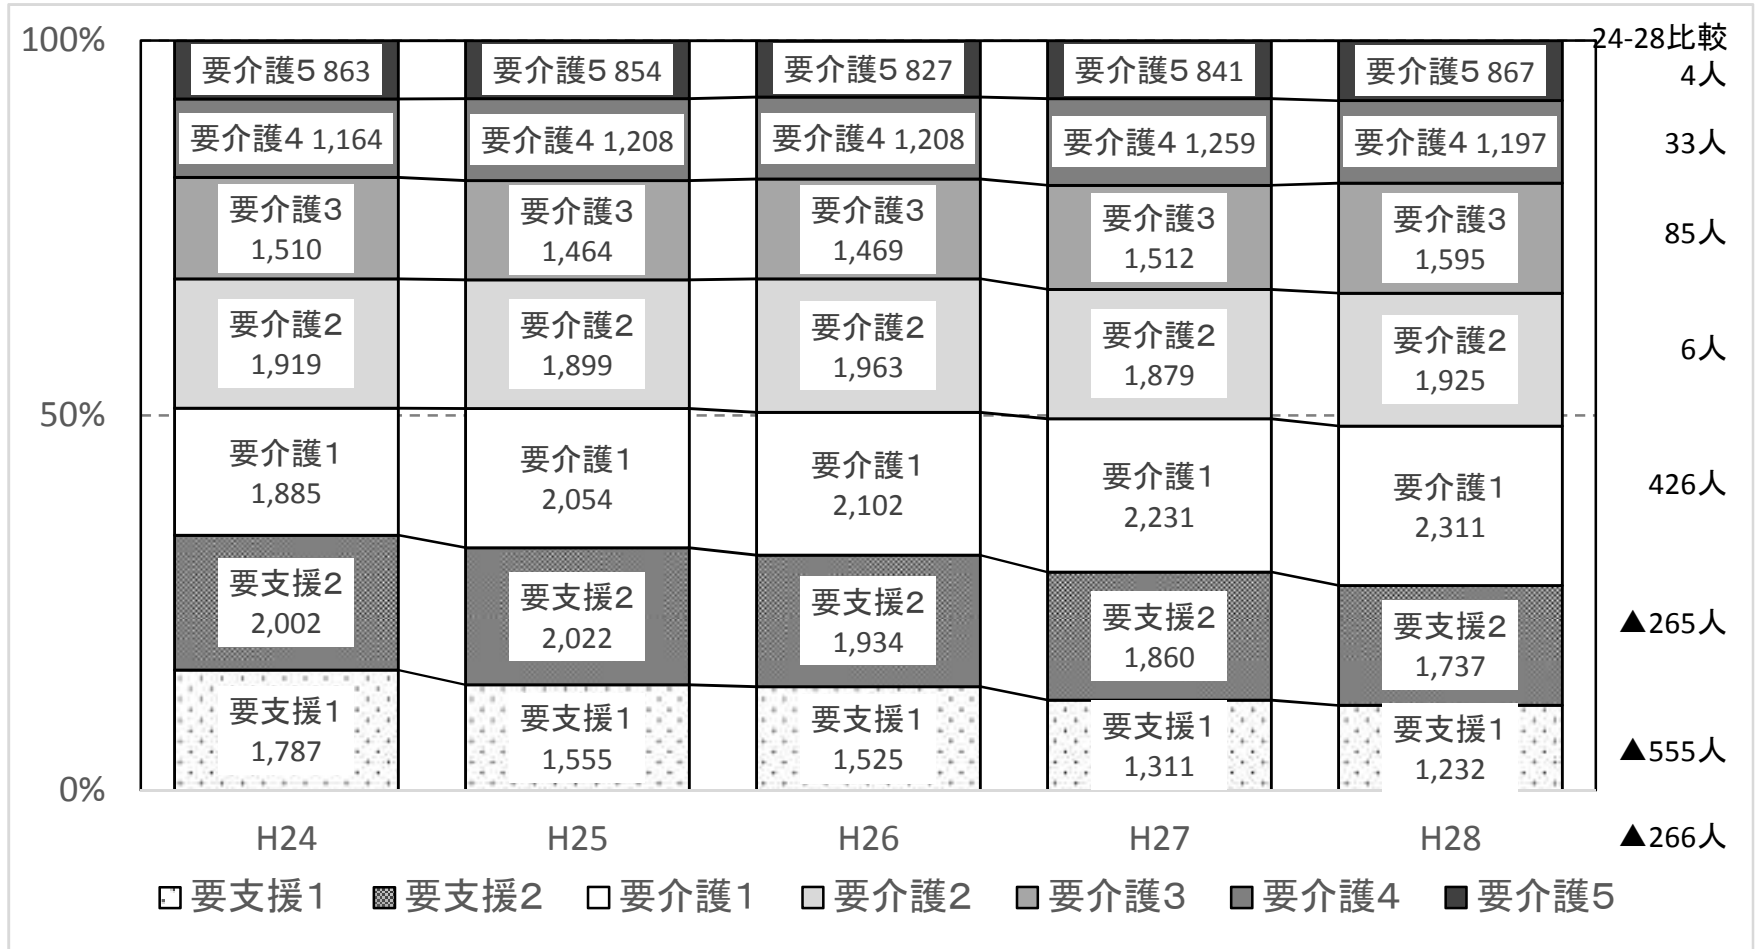 100%
50%
0%
要介護5 863
要介護4 1,164
要介護3
1,510
要介護2
1,919
要介護1
1,885
要支援2
2,002
要支援1
1,787
H24
要介護5 854
要介護4 1,208
要介護3
1,464
要介護2
1,899
要介護1
2,054
要支援2
2,022
要支援1
1,555
H25
要介護5 827
要介護4 1,208
要介護3
1,469
要介護2
1,963
要介護1
2,102
要支援2
1,934
要支援1
1,525
H26
要介護5 841
要介護4 1,259
要介護3
1,512
要介護2
1,879
要介護1
2,231
要支援2
1,860
要支援1
1,311
H27
要介護5 867
要介護4 1,197
要介護3
1,595
要介護2
1,925
要介護1
2,311
要支援2
1,737
要支援1
1,232
H28
24-28比較
4人
33人
85人
6人
426人
▲265人
▲555人
▲266人
要支援1 要支援2 要介護1 要介護2 要介護3 要介護4 要介護5